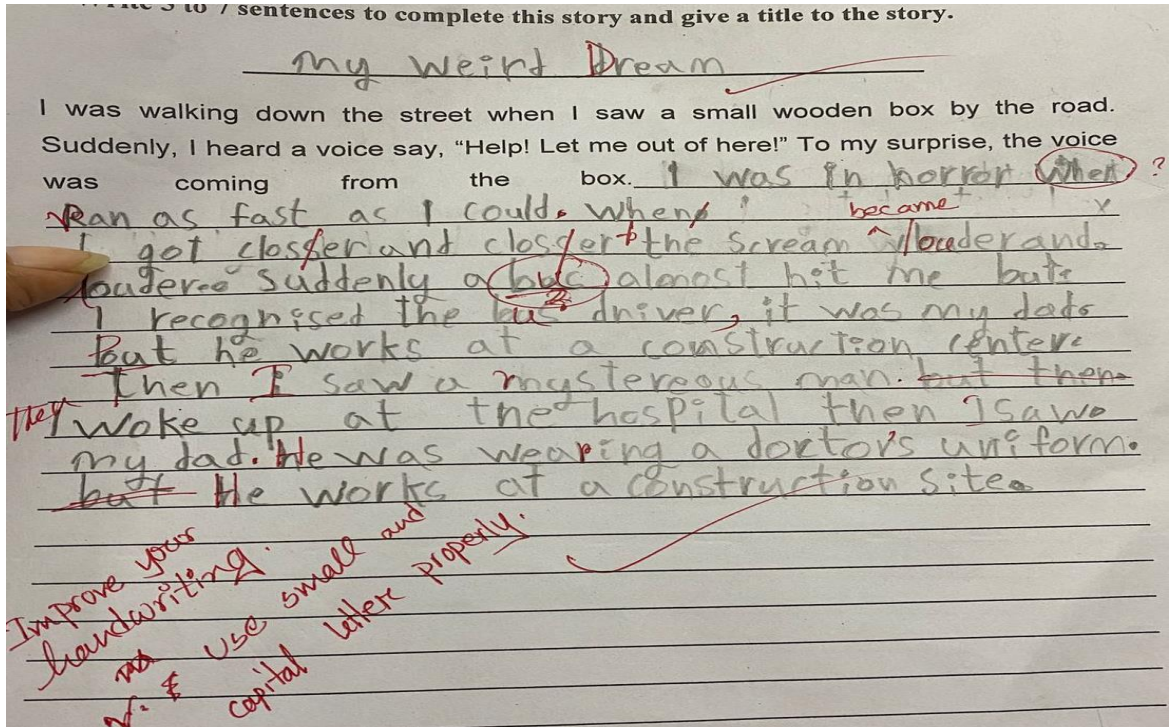 to 7 sentences to complete this story and give a title to the story.
My Weird Dream
I was walking down the street when I saw a small wooden box by the road.
Suddenly, I heard a voice say, “Help! Let me out of here!” To my surprise, the voice
was coming from the box. I was in horror When ?
Ran as fast as I could. When I became
I got closser and closser the scream louder and
louder. Suddenly a buc almost hit me but
bus
I recognised the bus driver, it was my dad.
But he works at a construction center.
Then I saw a mystereous man. but then
They I woke up at the hospital then I saw
my dad. He was wearing a doctor's uniform.
but He works at a construction site.
Improve your
handwriting.
& use small and
capital letters properly.